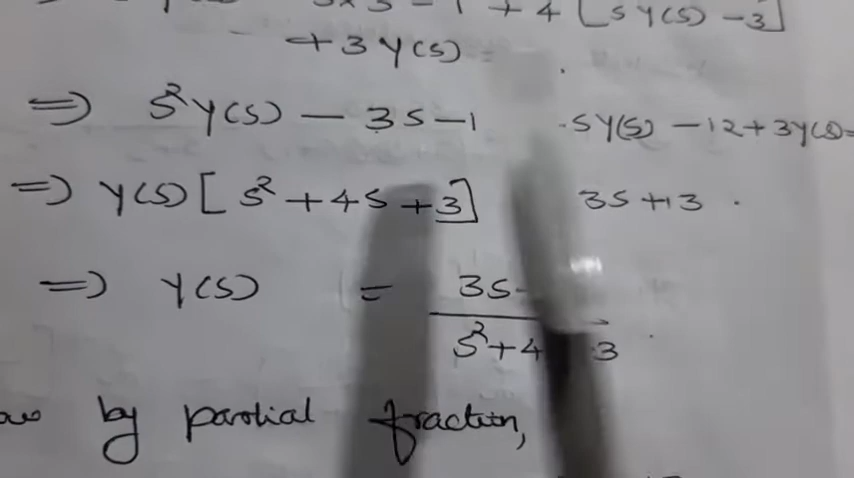 + 4 [SY(S) - 3]
+ 3Y(S)
⇒ S²Y(S) - 3S - 1 SY(S) - 12 + 3Y(S) =
⇒ Y(S) [S² + 4S + 3] 3S + 13
⇒ Y(S) = 3S
S² + 4 3
by partial fraction,